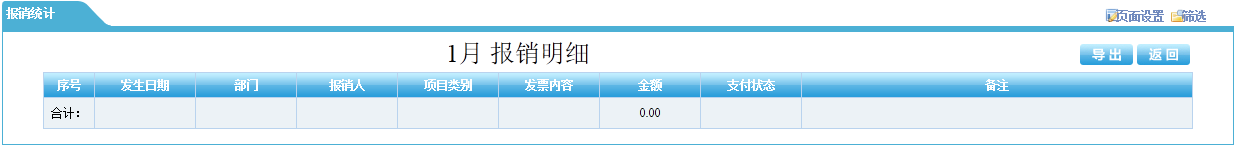 报销统计
页面设置 筛选
1月 报销明细
导 出 返 回
序号 发生日期 部门 报销人 项目类别 发票内容 金额 支付状态 备注
合计： 0.00